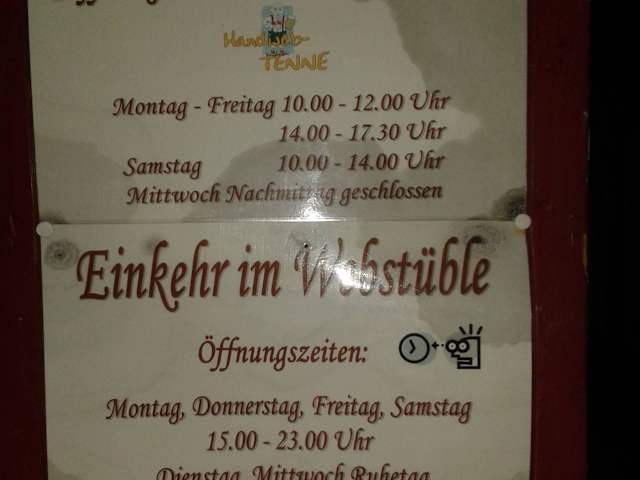 Handweb-
TENNE
Montag - Freitag 10.00 - 12.00 Uhr
14.00 - 17.30 Uhr
Samstag 10.00 - 14.00 Uhr
Mittwoch Nachmittag geschlossen
Einkehr im Webstüble
Öffnungszeiten:
Montag, Donnerstag, Freitag, Samstag
15.00 - 23.00 Uhr
Dienstag, Mittwoch Ruhetag